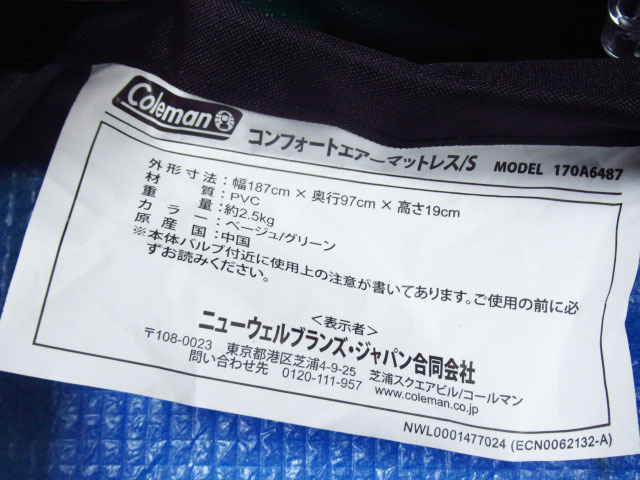 Coleman
コンフォートエアーマットレス/S MODEL 170A6487
外形寸法：幅187cm × 奥行97cm × 高さ19cm
材質：PVC
重量：約2.5kg
カラー：ベージュ/グリーン
原産国：中国
※本体バルブ付近に使用上の注意が書いてあります。ご使用の前に必
ずお読みください。
＜表示者＞
ニューウェルブランズ・ジャパン合同会社
〒108-0023 東京都港区芝浦4-9-25 芝浦スクエアビル/コールマン
問い合わせ先 0120-111-957 www.coleman.co.jp
NWL0001477024 (ECN0062132-A)